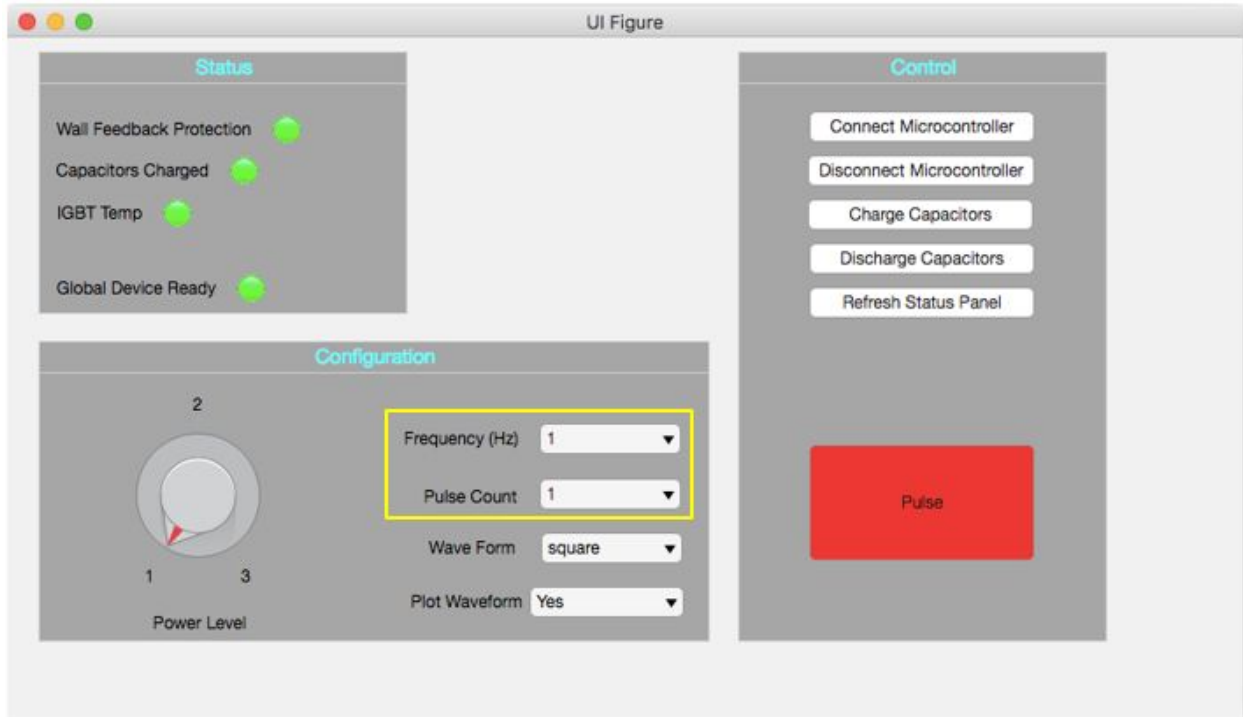 UI Figure
Status
Wall Feedback Protection
Capacitors Charged
IGBT Temp
Global Device Ready
Configuration
2
1
3
Power Level
Frequency (Hz) 1
Pulse Count 1
Wave Form square
Plot Waveform Yes
Control
Connect Microcontroller
Disconnect Microcontroller
Charge Capacitors
Discharge Capacitors
Refresh Status Panel
Pulse